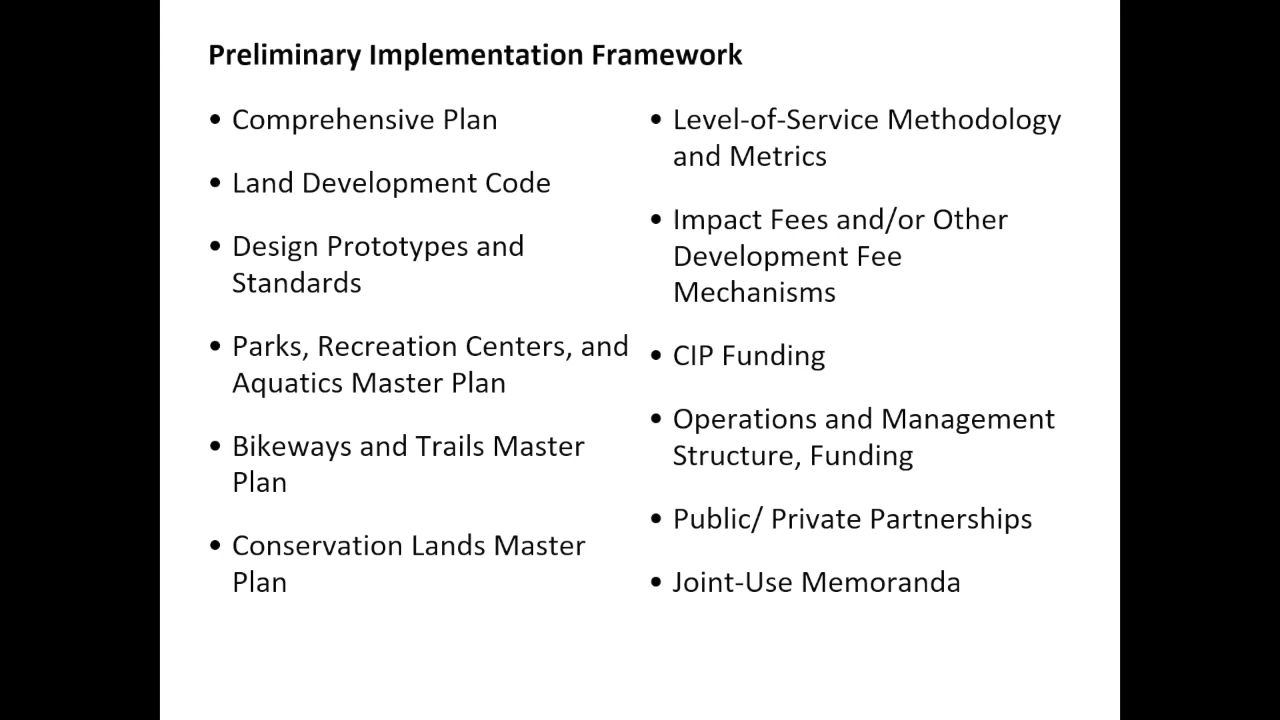 Preliminary Implementation Framework
• Comprehensive Plan
• Land Development Code
• Design Prototypes and
Standards
• Parks, Recreation Centers, and
Aquatics Master Plan
• Bikeways and Trails Master
Plan
• Conservation Lands Master
Plan
• Level-of-Service Methodology
and Metrics
• Impact Fees and/or Other
Development Fee
Mechanisms
• CIP Funding
• Operations and Management
Structure, Funding
• Public/ Private Partnerships
• Joint-Use Memoranda